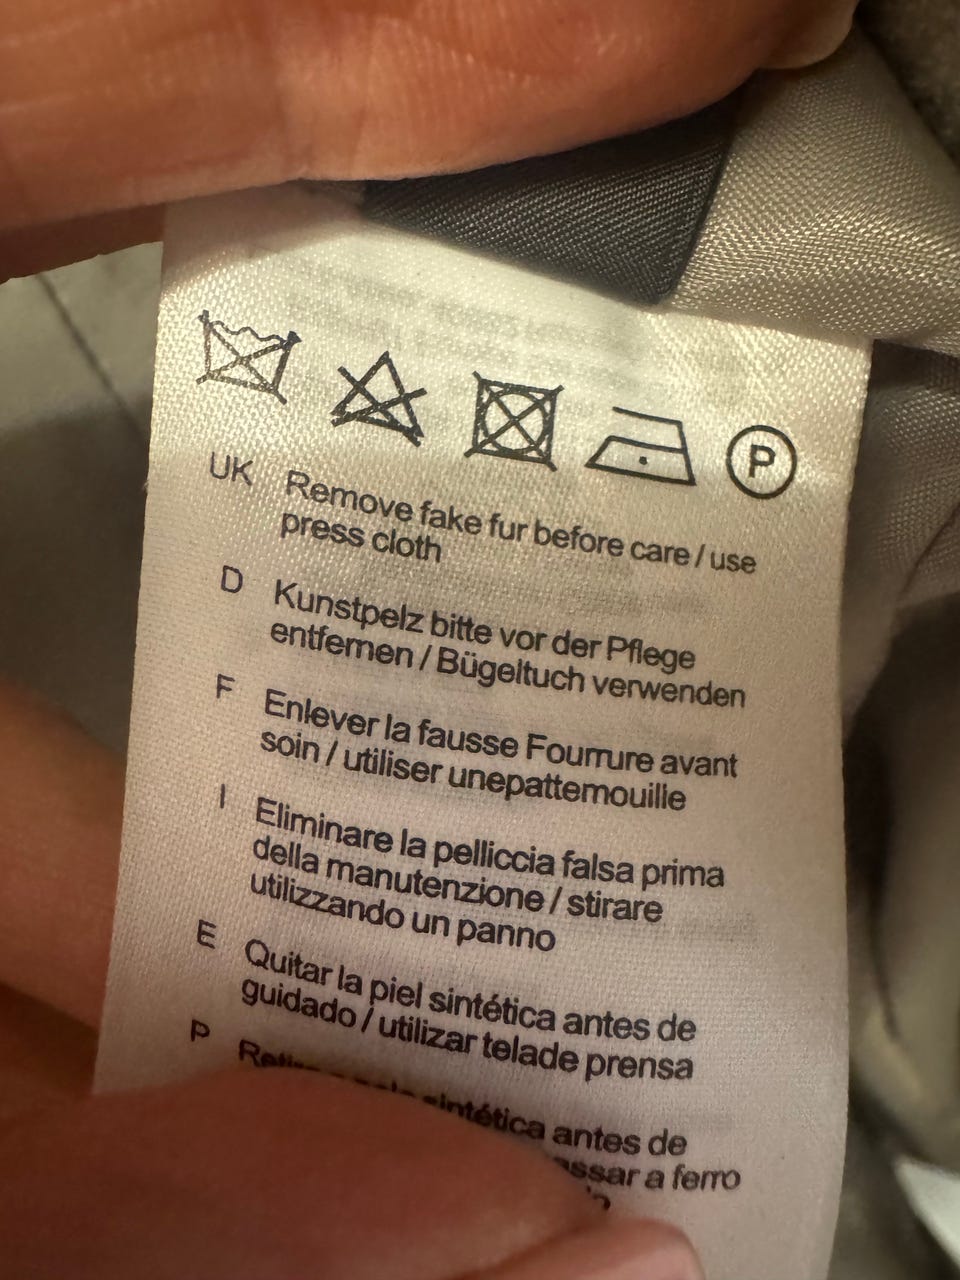 P
UK Remove fake fur before care / use
press cloth
D Kunstpelz bitte vor der Pflege
entfernen / Bügeltuch verwenden
F Enlever la fausse Fourrure avant
soin / utiliser unepattemouille
I Eliminare la pelliccia falsa prima
della manutenzione / stirare
utilizzando un panno
E Quitar la piel sintética antes de
guidado / utilizar telade prensa
P sintética antes de
a ferro